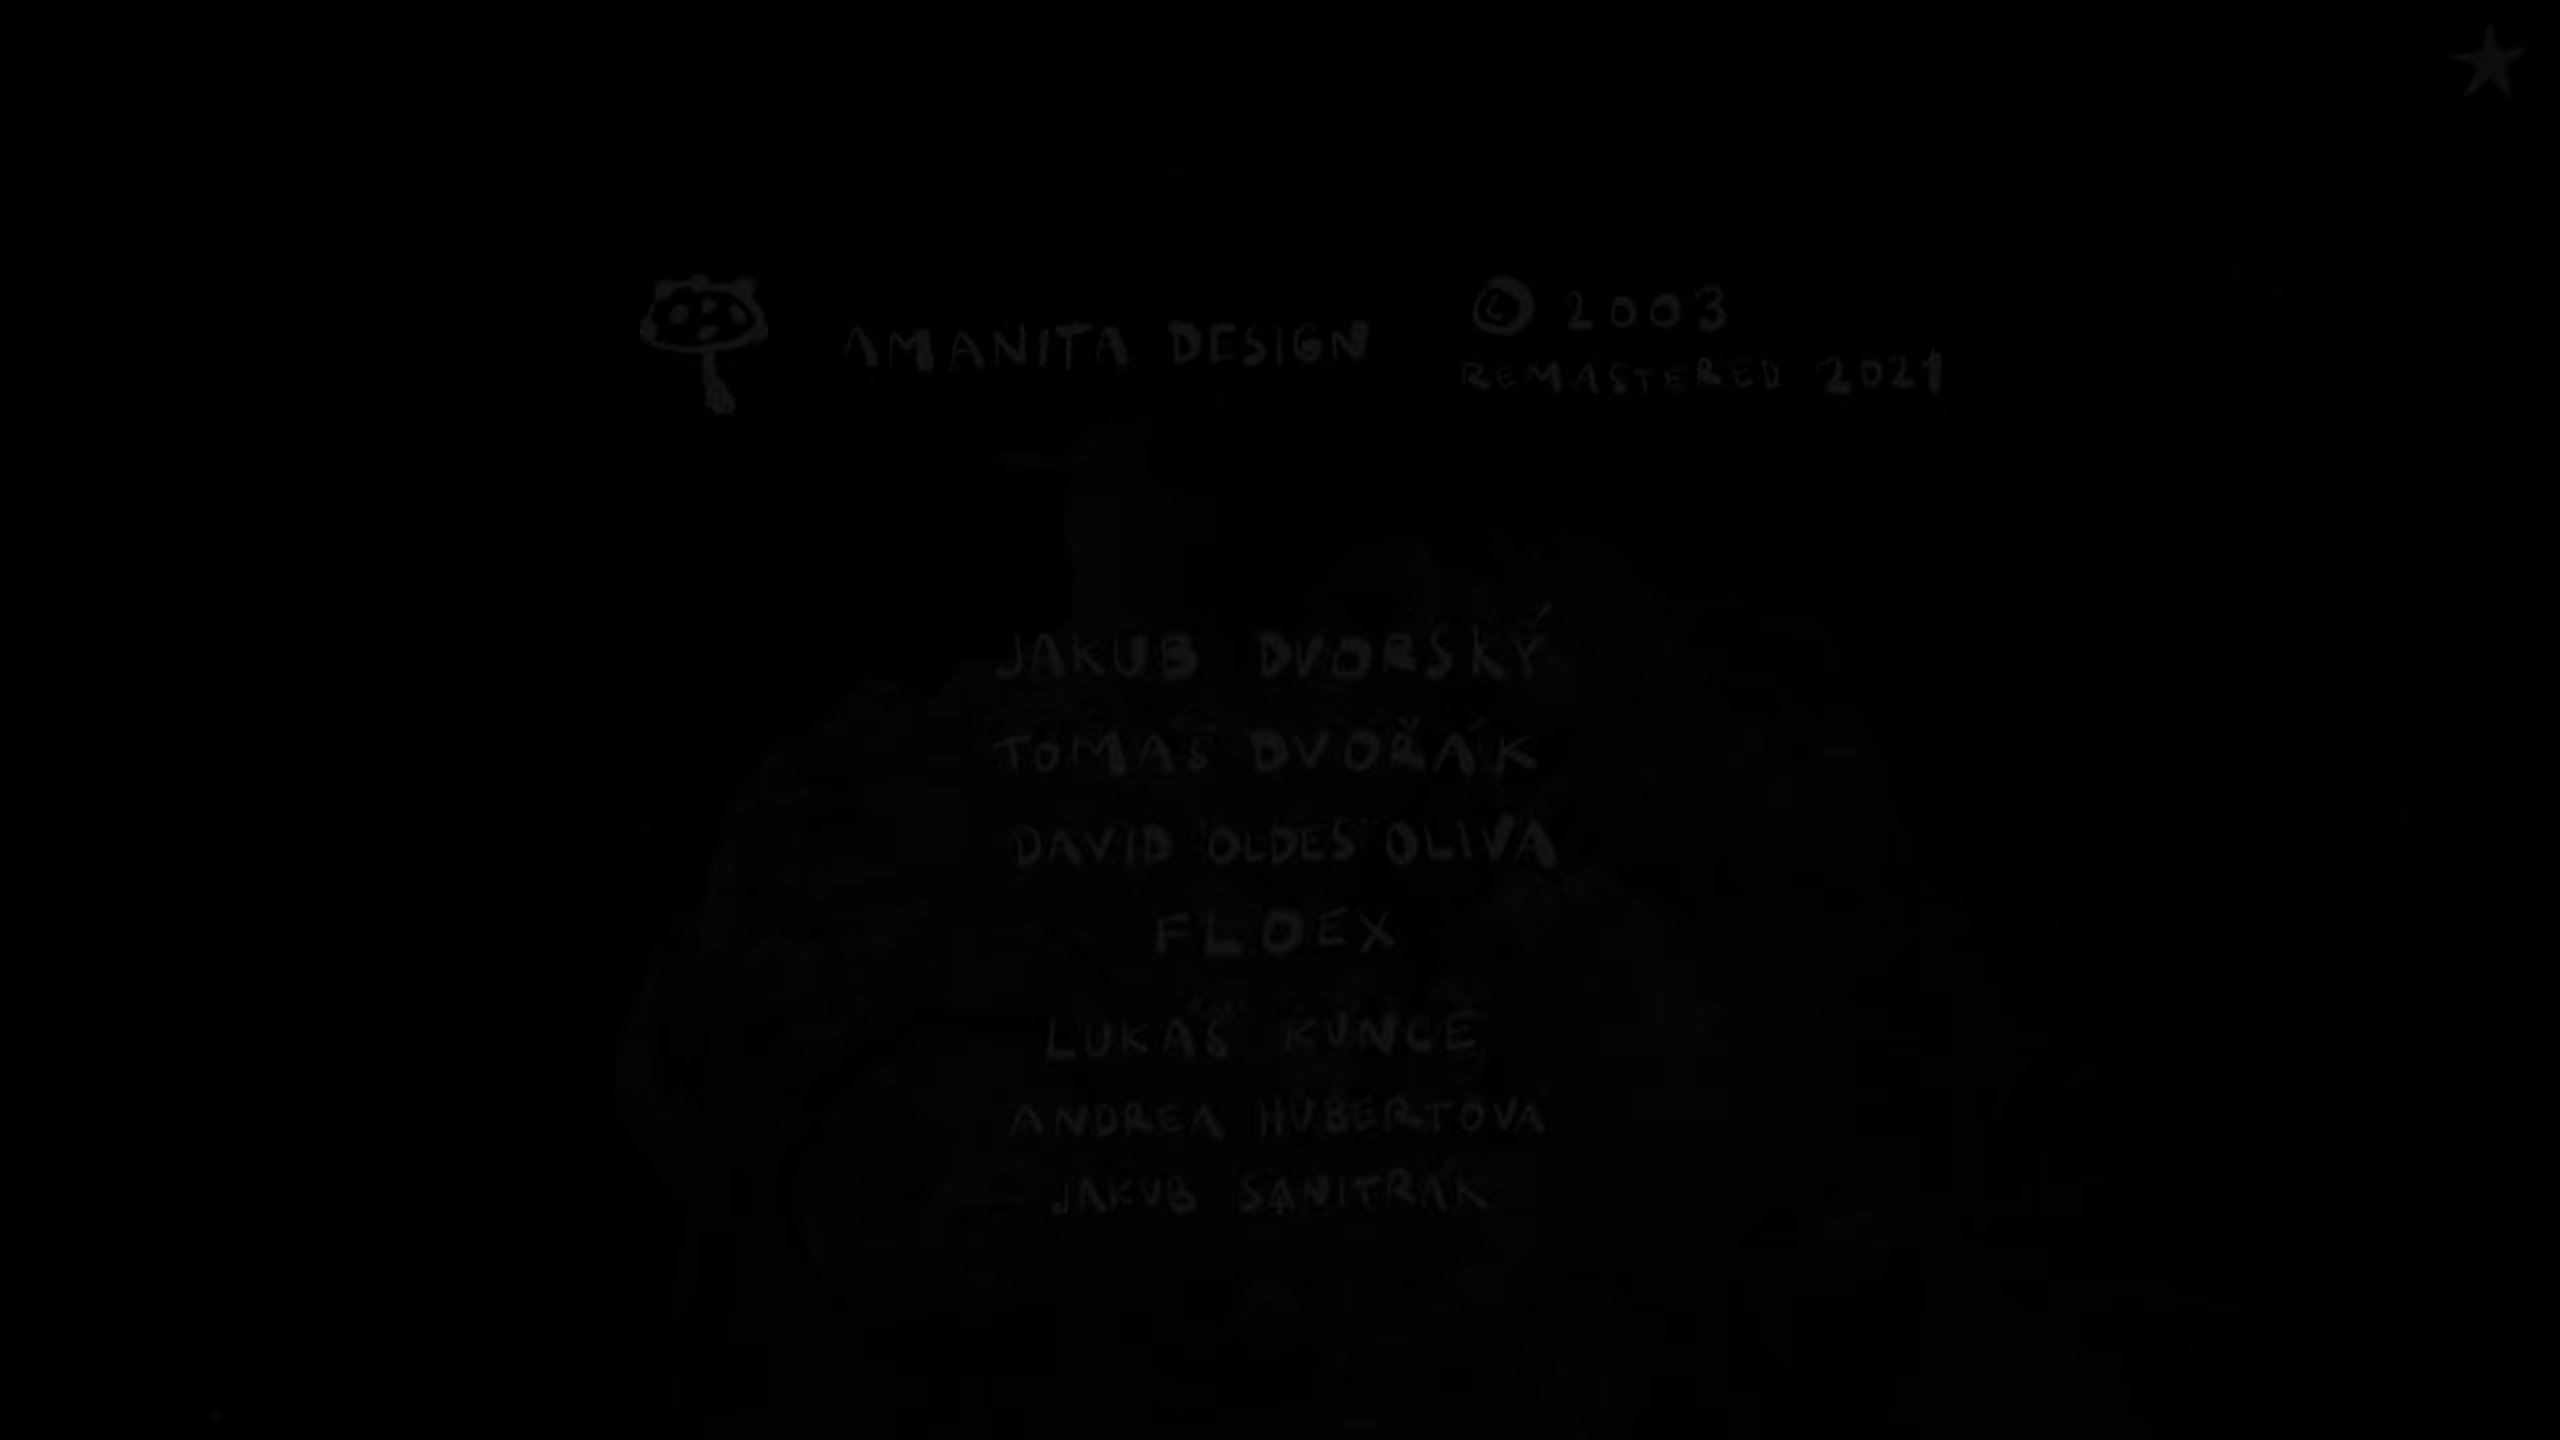 AMANITA DESIGN
© 2003
REMASTERED 2021
JAKUB DVORSKÝ
TOMÁŠ DVOŘÁK
DAVID OLDES OLIVA
FLOEX
LUKÁŠ KUNCE
ANDREA HUBERTOVÁ
JAKUB SANITRÁK